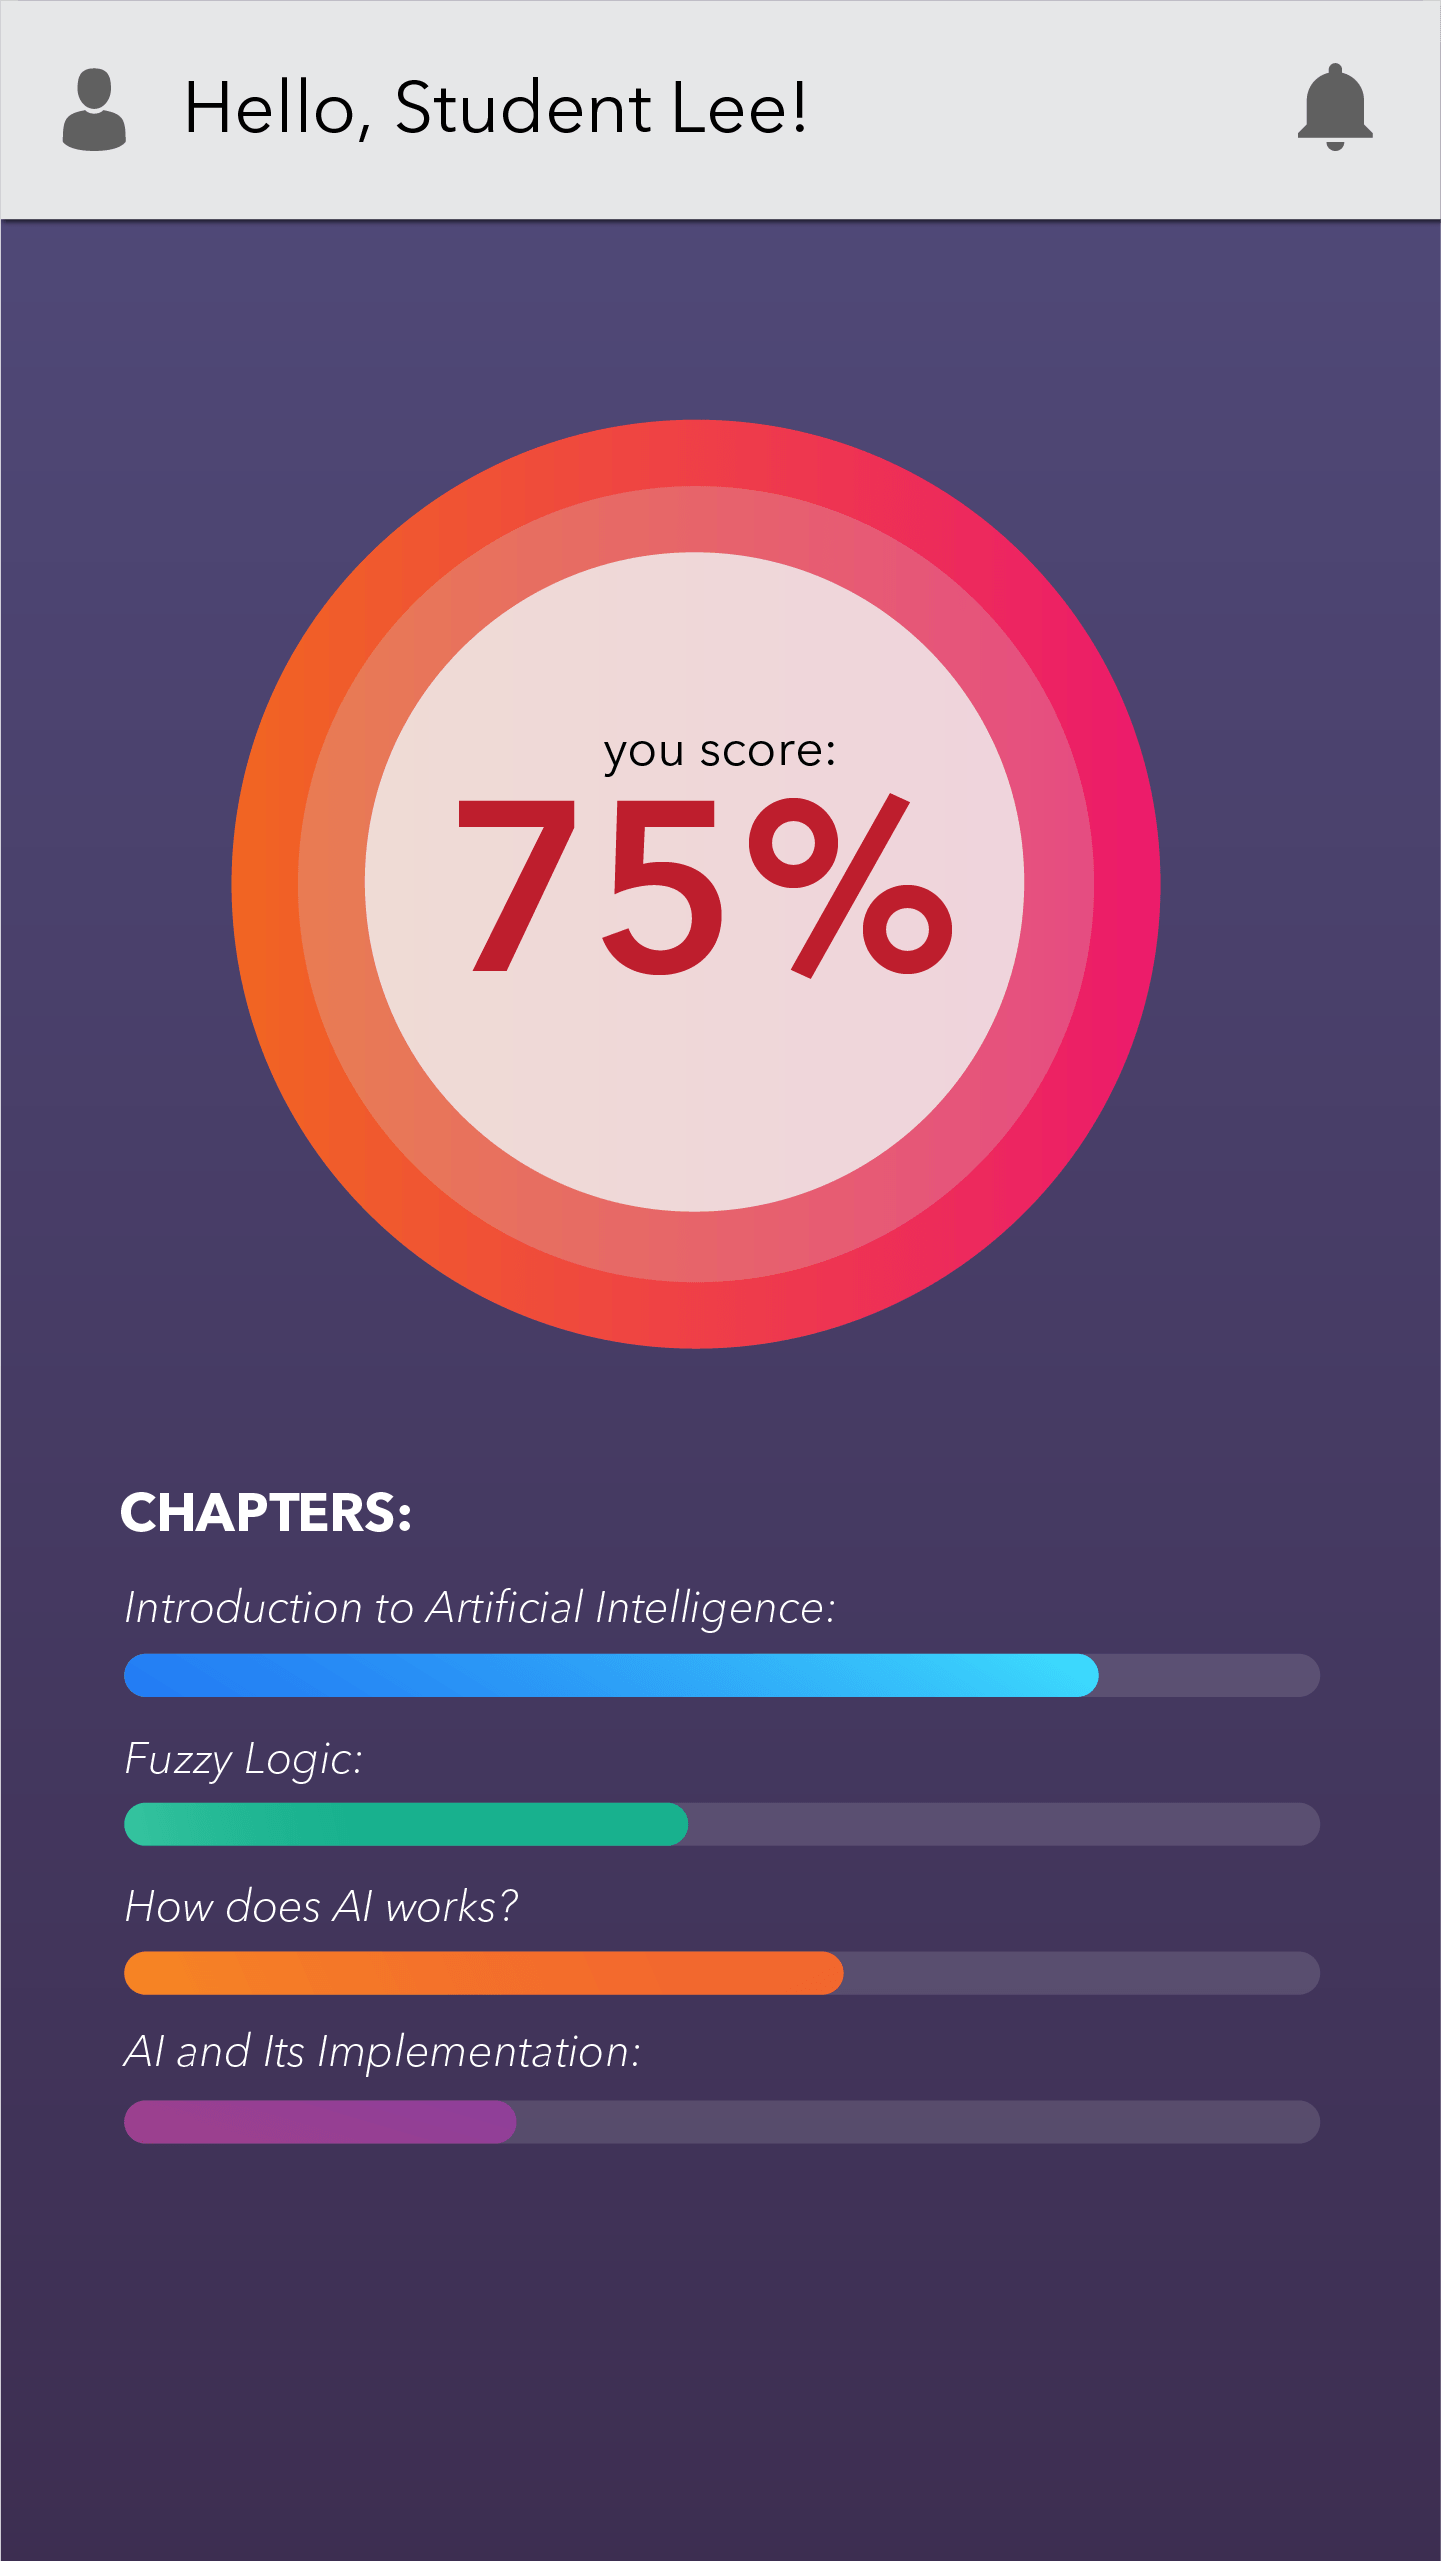 Hello, Student Lee!
you score:
75%
CHAPTERS:
Introduction to Artificial Intelligence:
Fuzzy Logic:
How does AI works?
AI and Its Implementation: